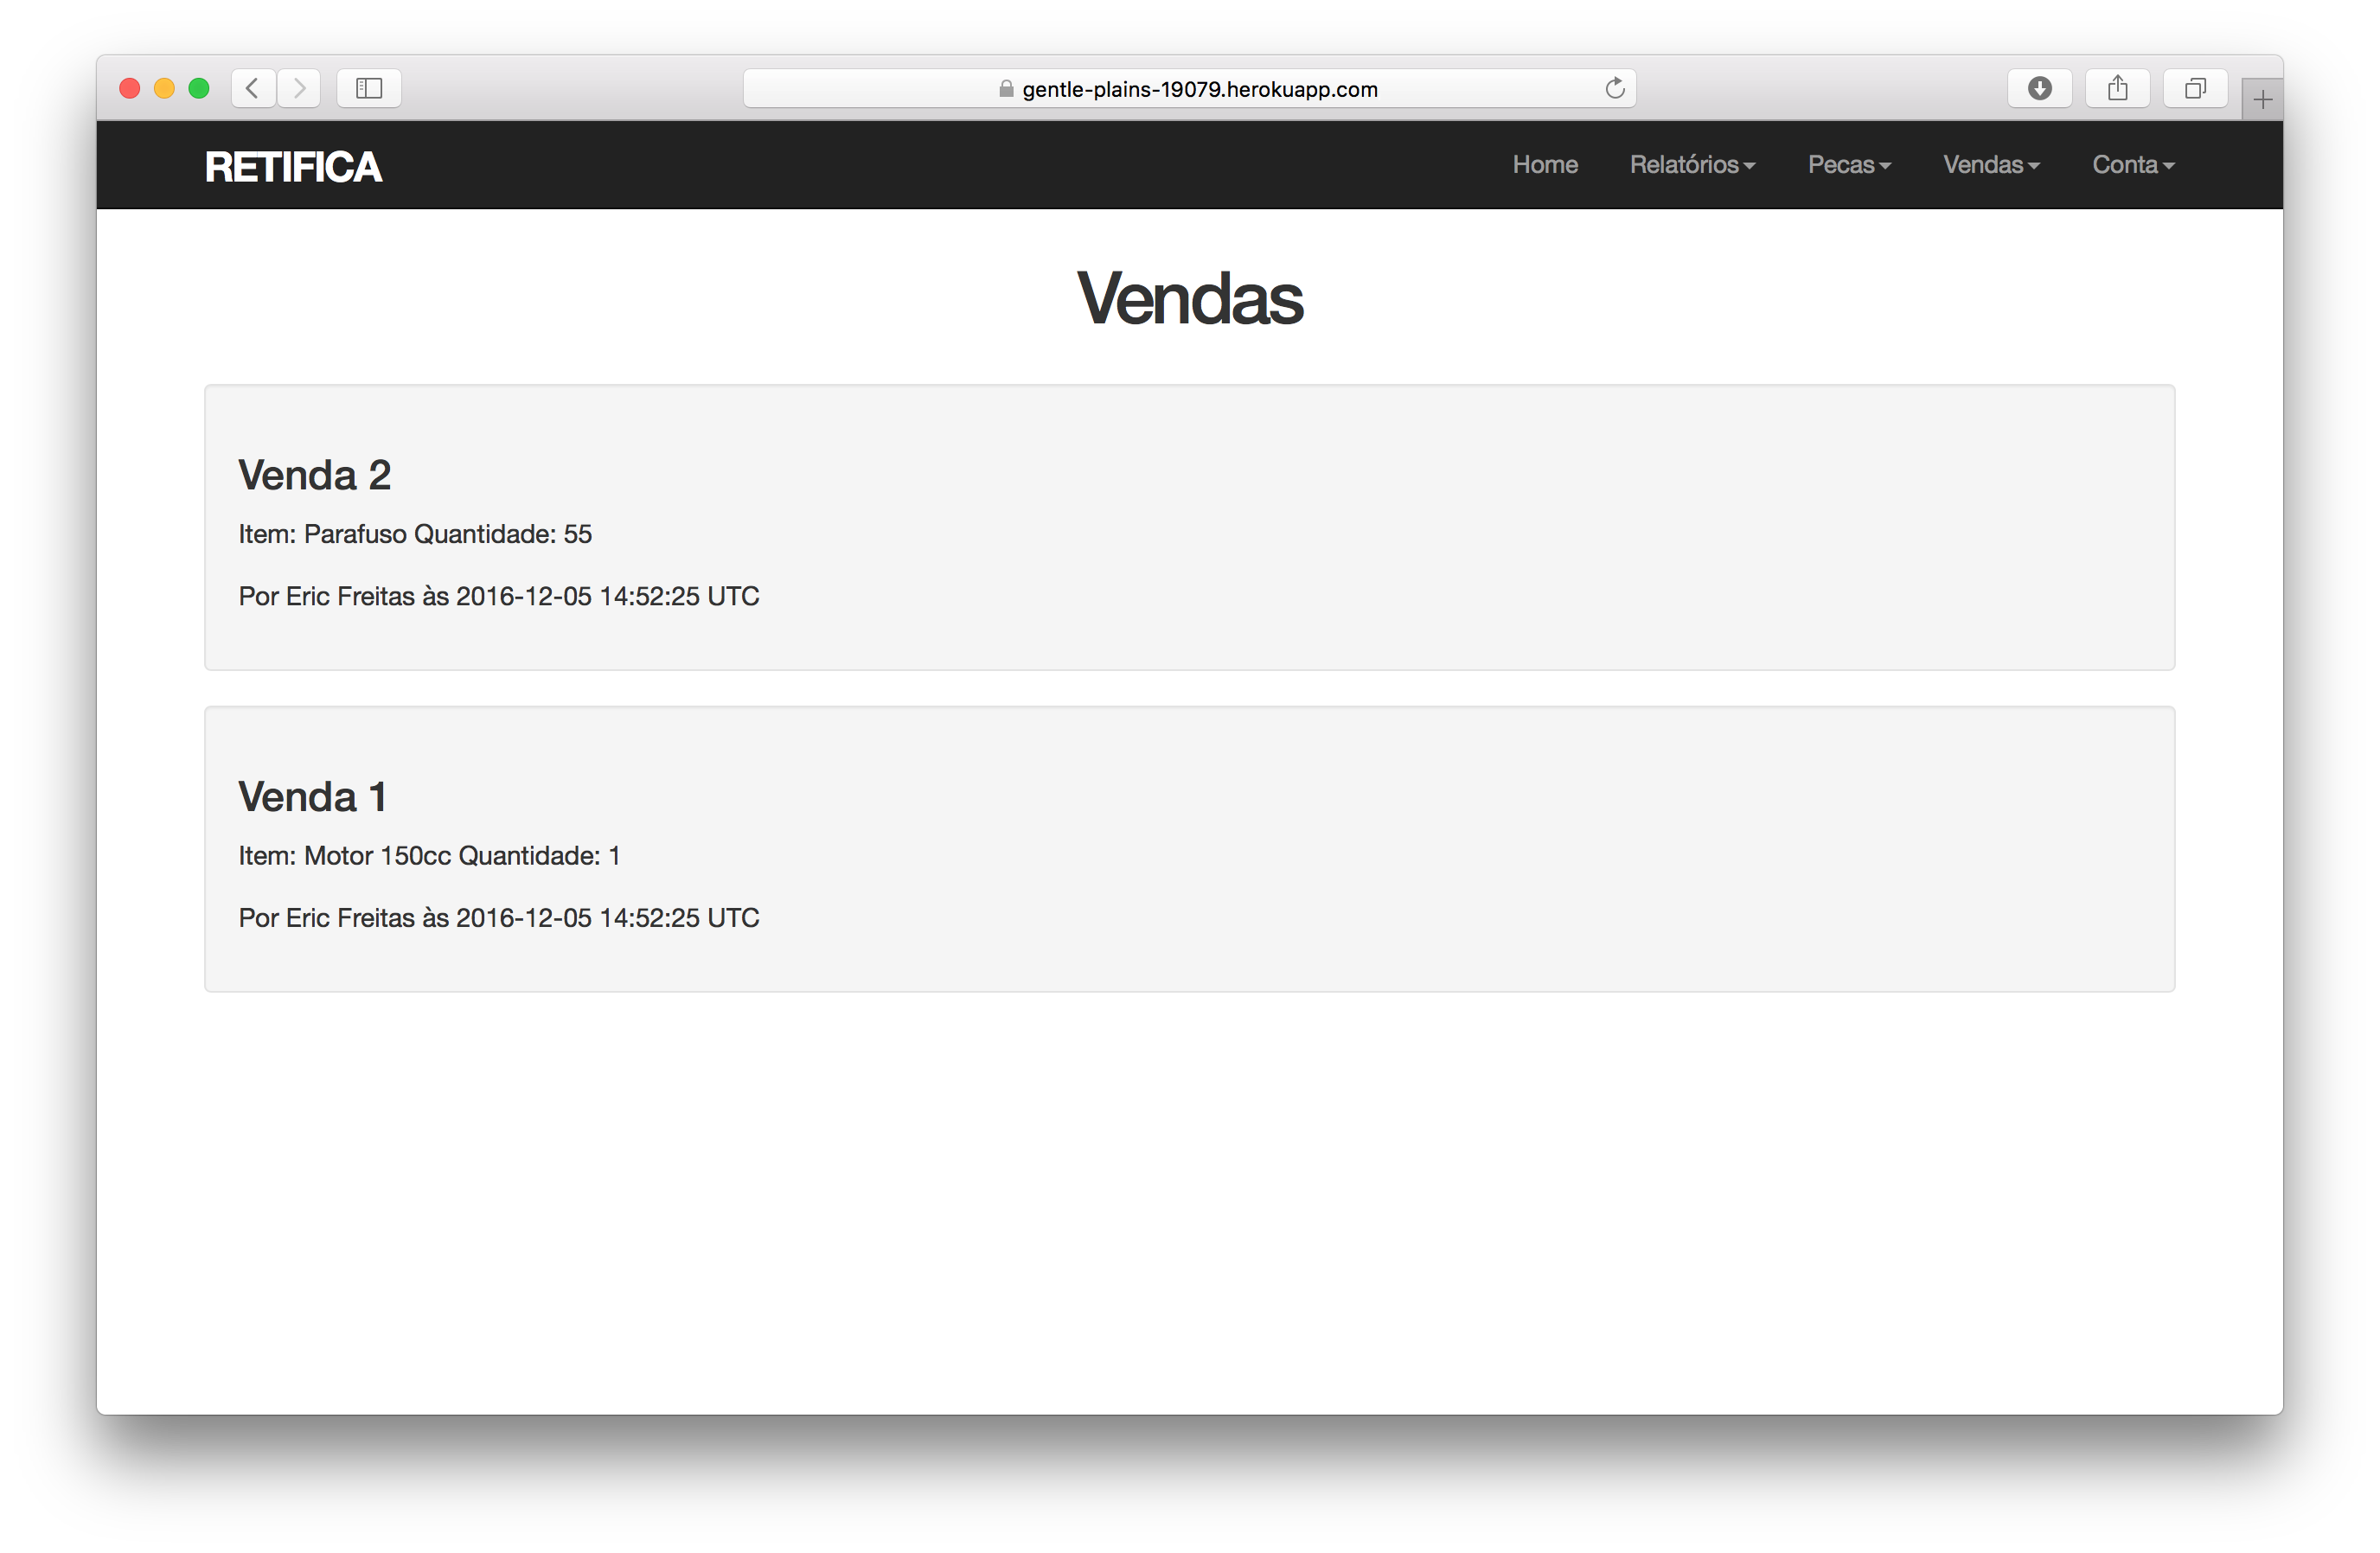 gentle-plains-19079.herokuapp.com
RETIFICA Home Relatórios Pecas Vendas Conta
Vendas
Venda 2
Item: Parafuso Quantidade: 55
Por Eric Freitas às 2016-12-05 14:52:25 UTC
Venda 1
Item: Motor 150cc Quantidade: 1
Por Eric Freitas às 2016-12-05 14:52:25 UTC